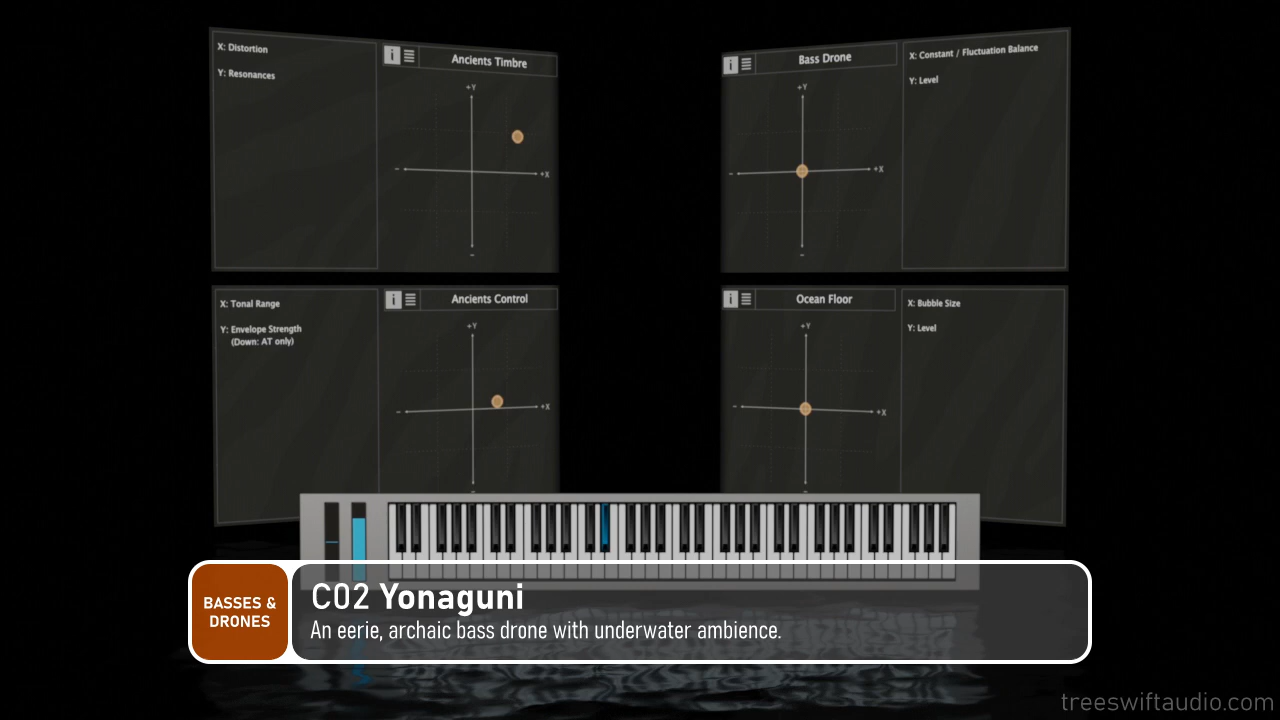 X: Distortion
Y: Resonances
i
Ancients Timbre
+Y
+X
-
-
i
Bass Drone
+Y
+X
-
-
X: Constant / Fluctuation Balance
Y: Level
X: Tonal Range
Y: Envelope Strength
(Down: AT only)
i
Ancients Control
+Y
+X
-
-
i
Ocean Floor
+Y
+X
-
-
X: Bubble Size
Y: Level
BASSES &
DRONES
C02 Yonaguni
An eerie, archaic bass drone with underwater ambience.
treeswiftaudio.com